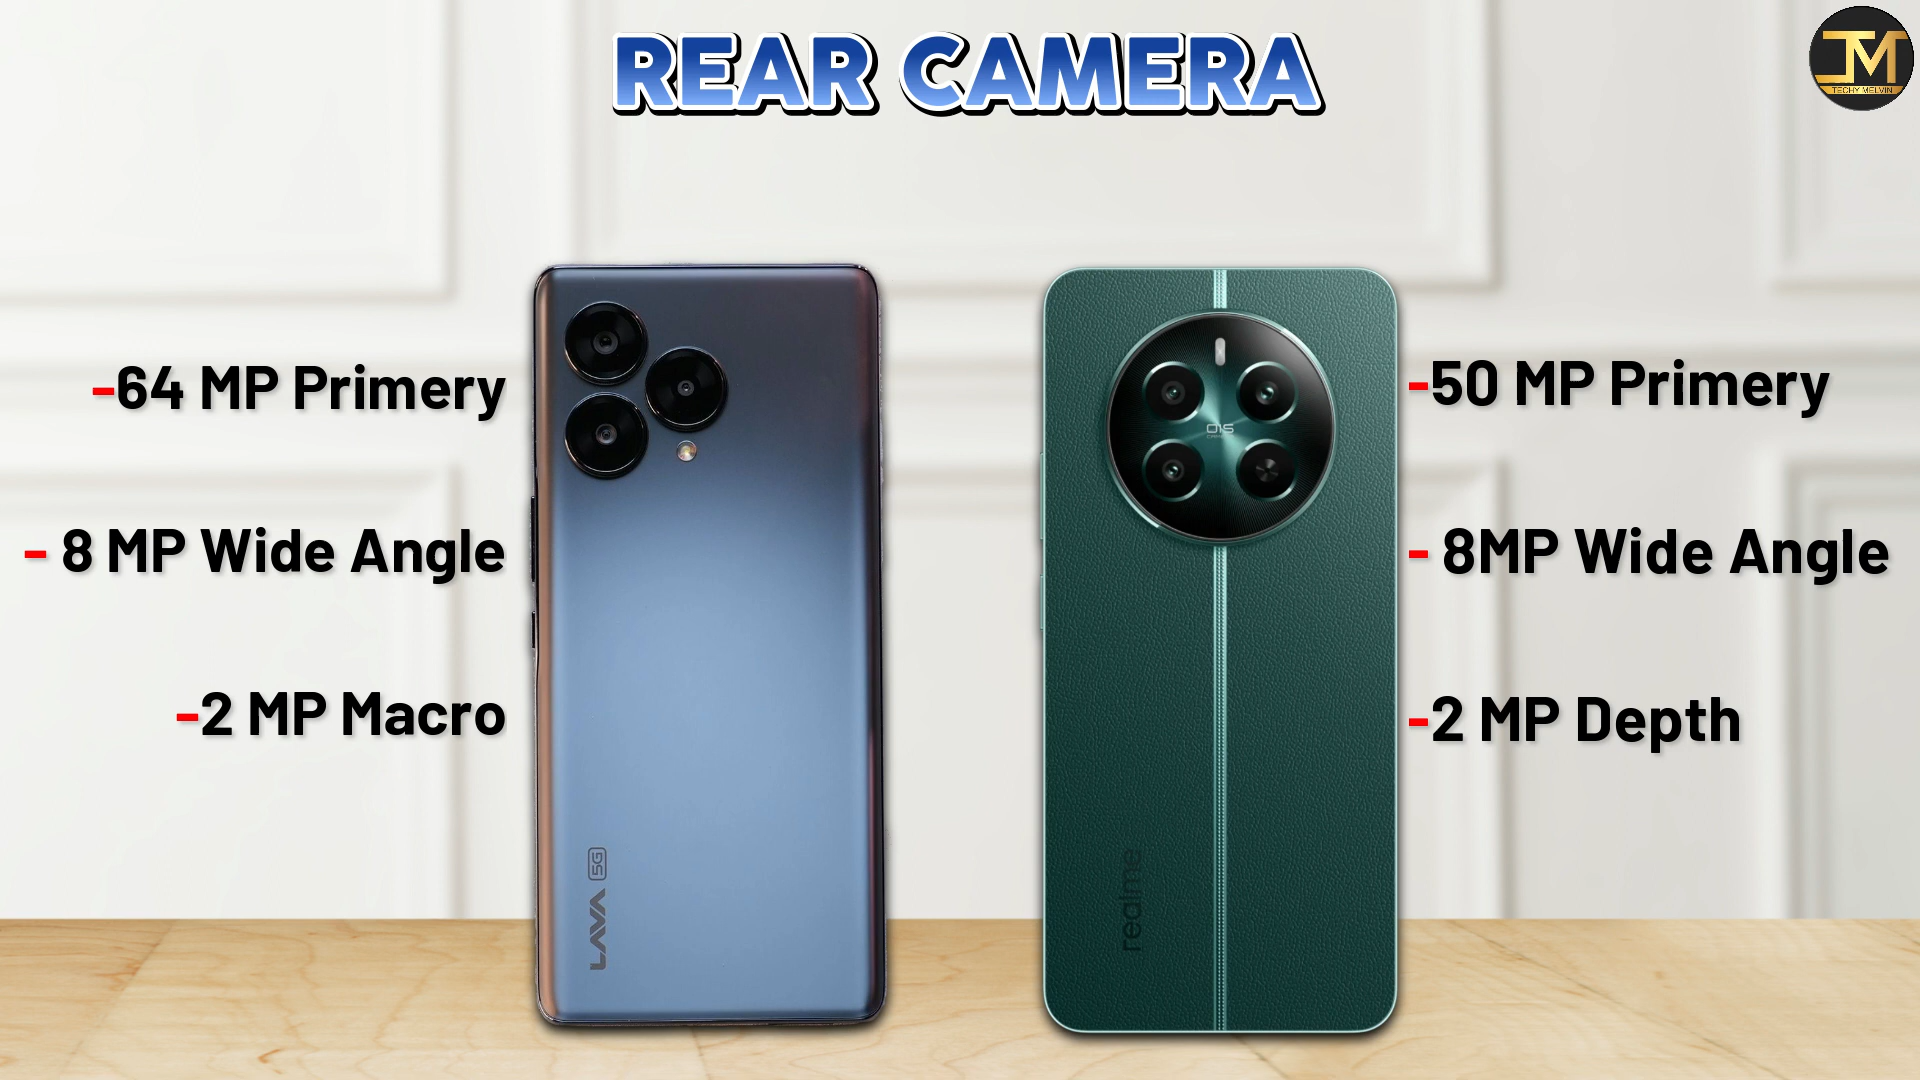 REAR CAMERA
JM
TECHY MELVIN
-64 MP Primery
- 8 MP Wide Angle
-2 MP Macro
LAVA 5G
OIS
realme
-50 MP Primery
- 8MP Wide Angle
-2 MP Depth